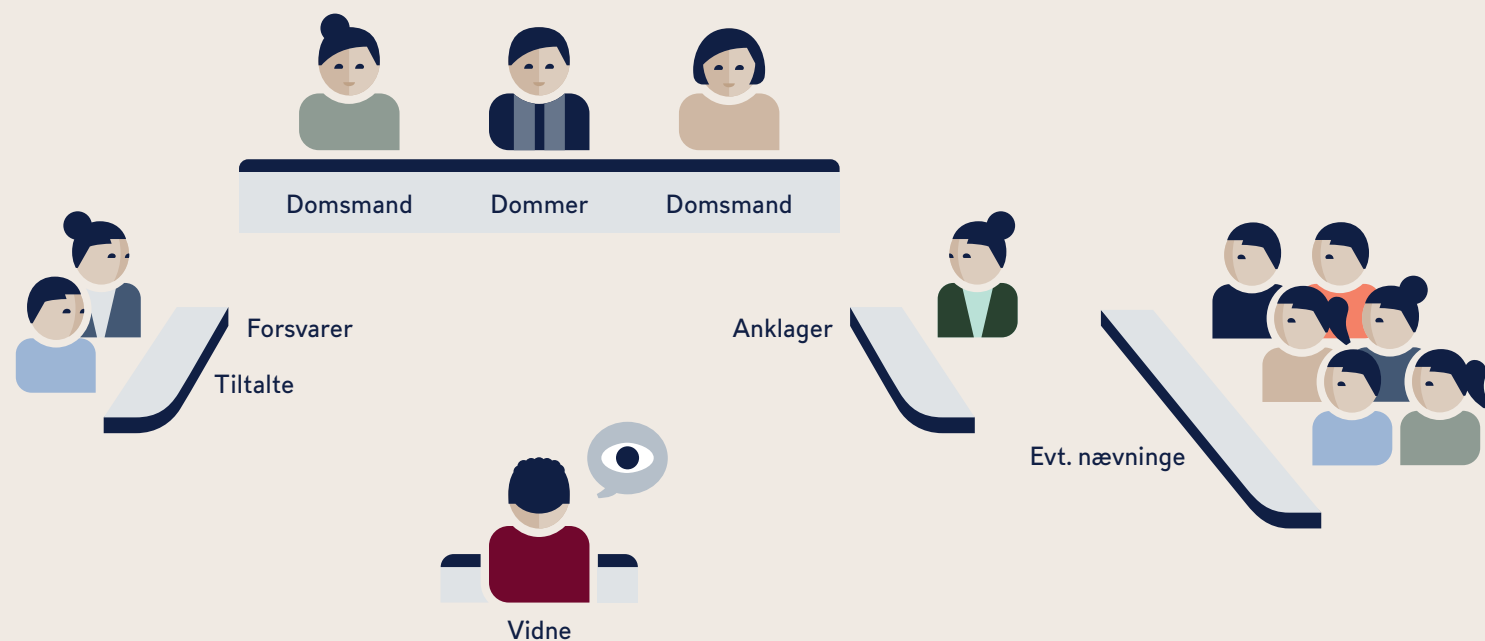 Domsmand
Dommer
Domsmand
Forsvarer
Anklager
Tiltalte
Evt. nævninge
Vidne